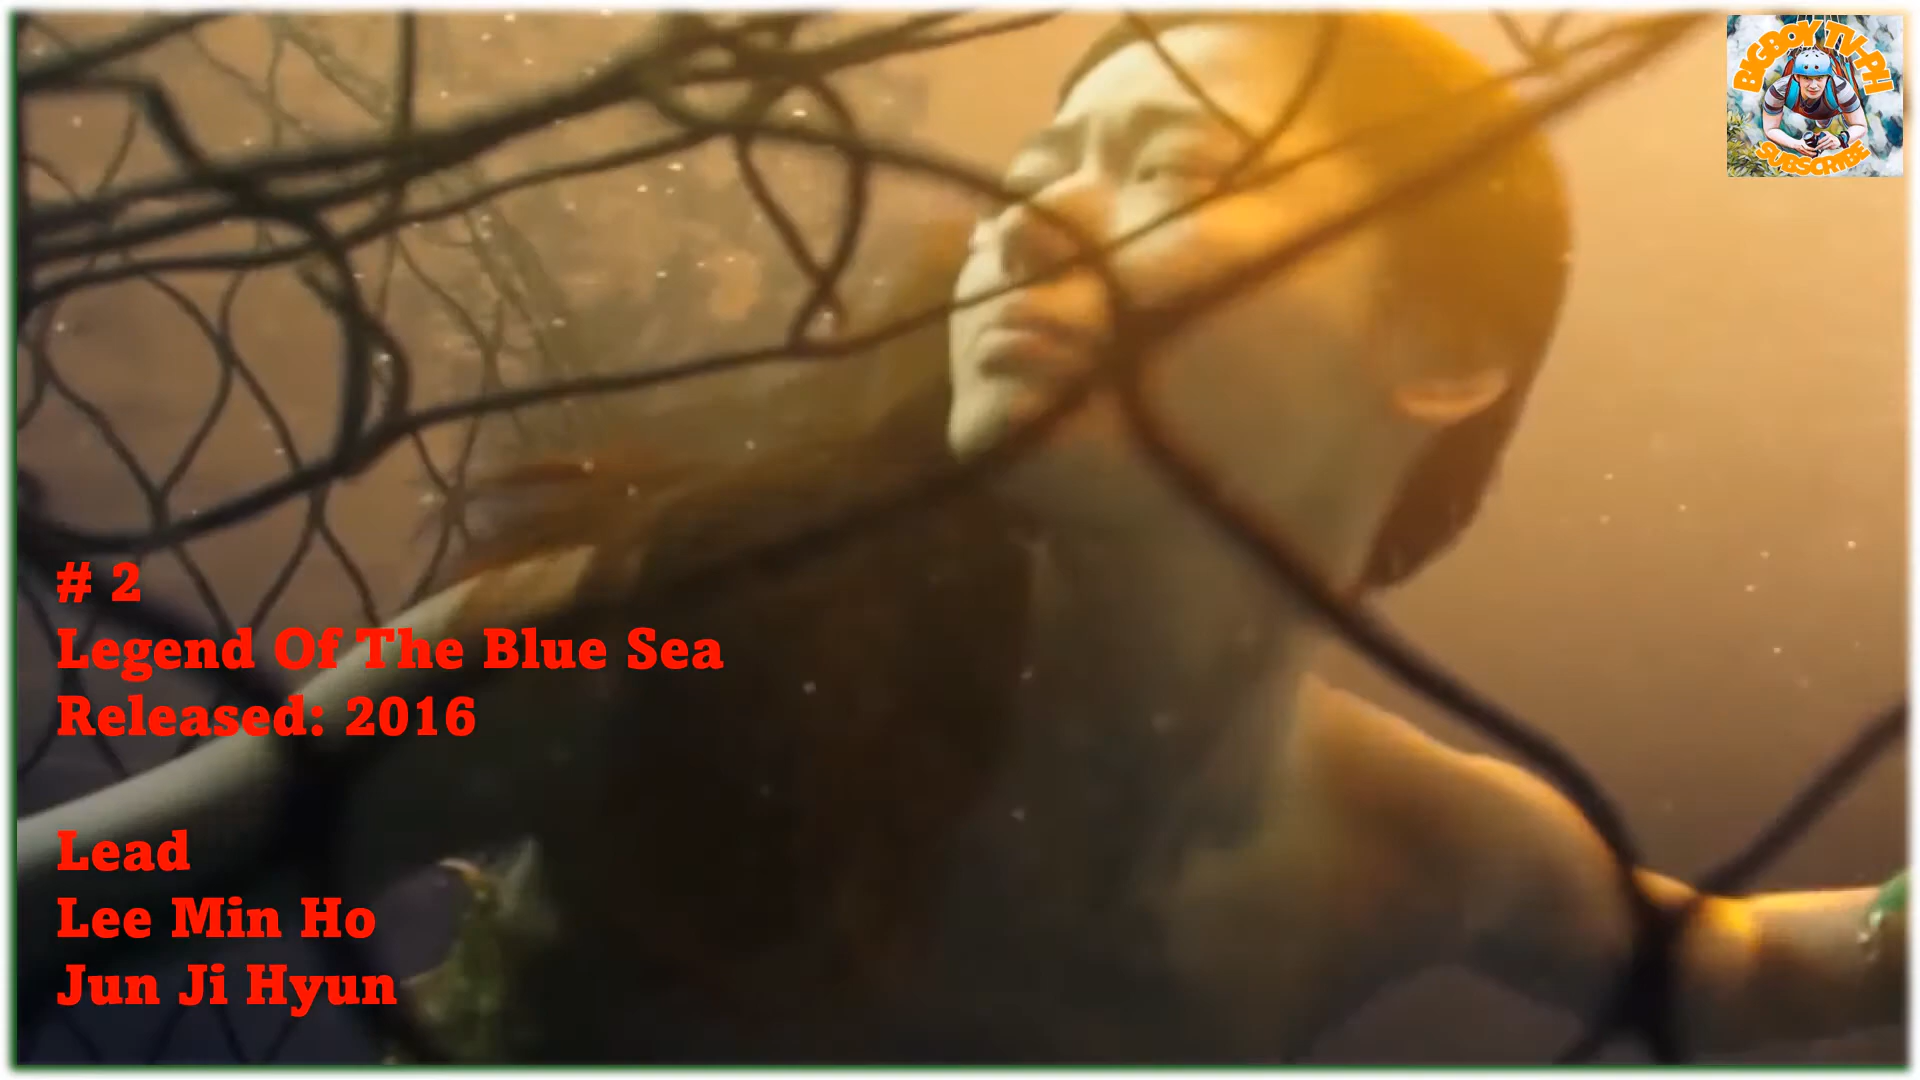 BIGBOY TV-PH
SUBSCRIBE
# 2
Legend Of The Blue Sea
Released: 2016
Lead
Lee Min Ho
Jun Ji Hyun